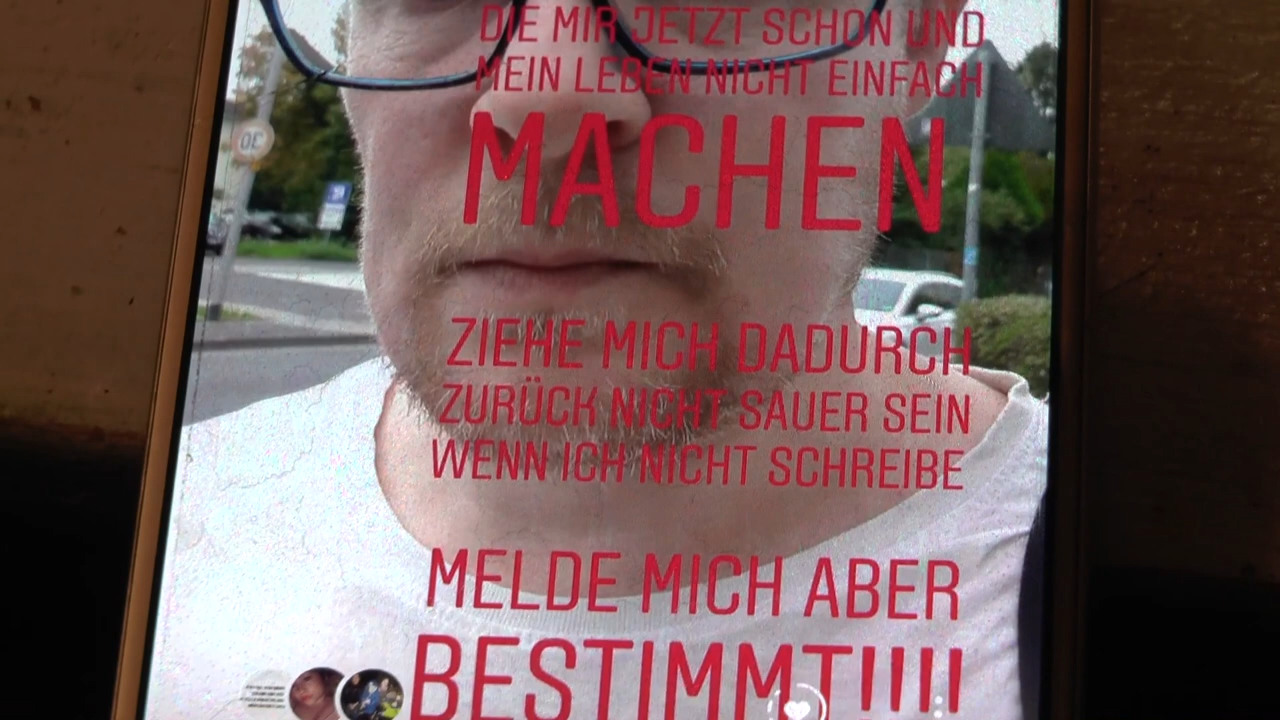 DIE MIR JETZT SCHON UND
MEIN LEBEN NICHT EINFACH
MACHEN
30
ZIEHE MICH DADURCH
ZURÜCK NICHT SAUER SEIN
WENN ICH NICHT SCHREIBE
MELDE MICH ABER
BESTIMMT!!!!